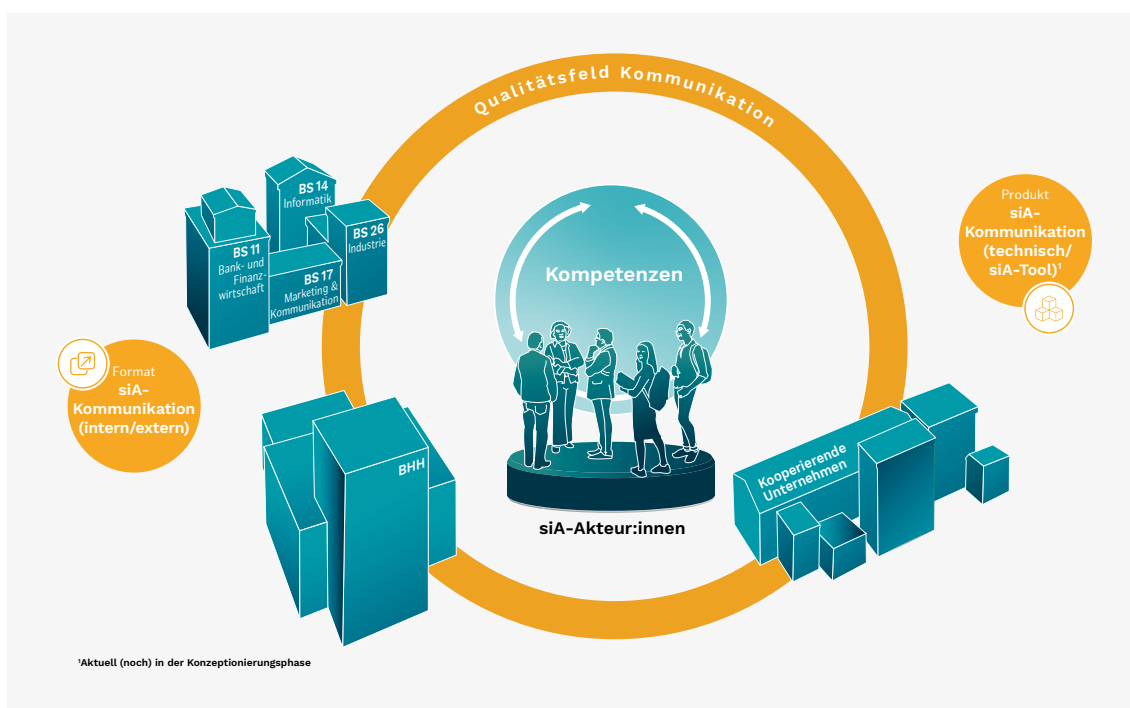 Qualitätsfeld Kommunikation
BS 14
Informatik
BS 11
Bank- und
Finanz-
wirtschaft
BS 26
Industrie
BS 17
Marketing &
Kommunikation
Produkt
siA-
Kommunikation
(technisch/
siA-Tool)¹
Kompetenzen
Format
siA-
Kommunikation
(intern/extern)
BHH
Kooperierende
Unternehmen
siA-Akteur:innen
¹Aktuell (noch) in der Konzeptionierungsphase